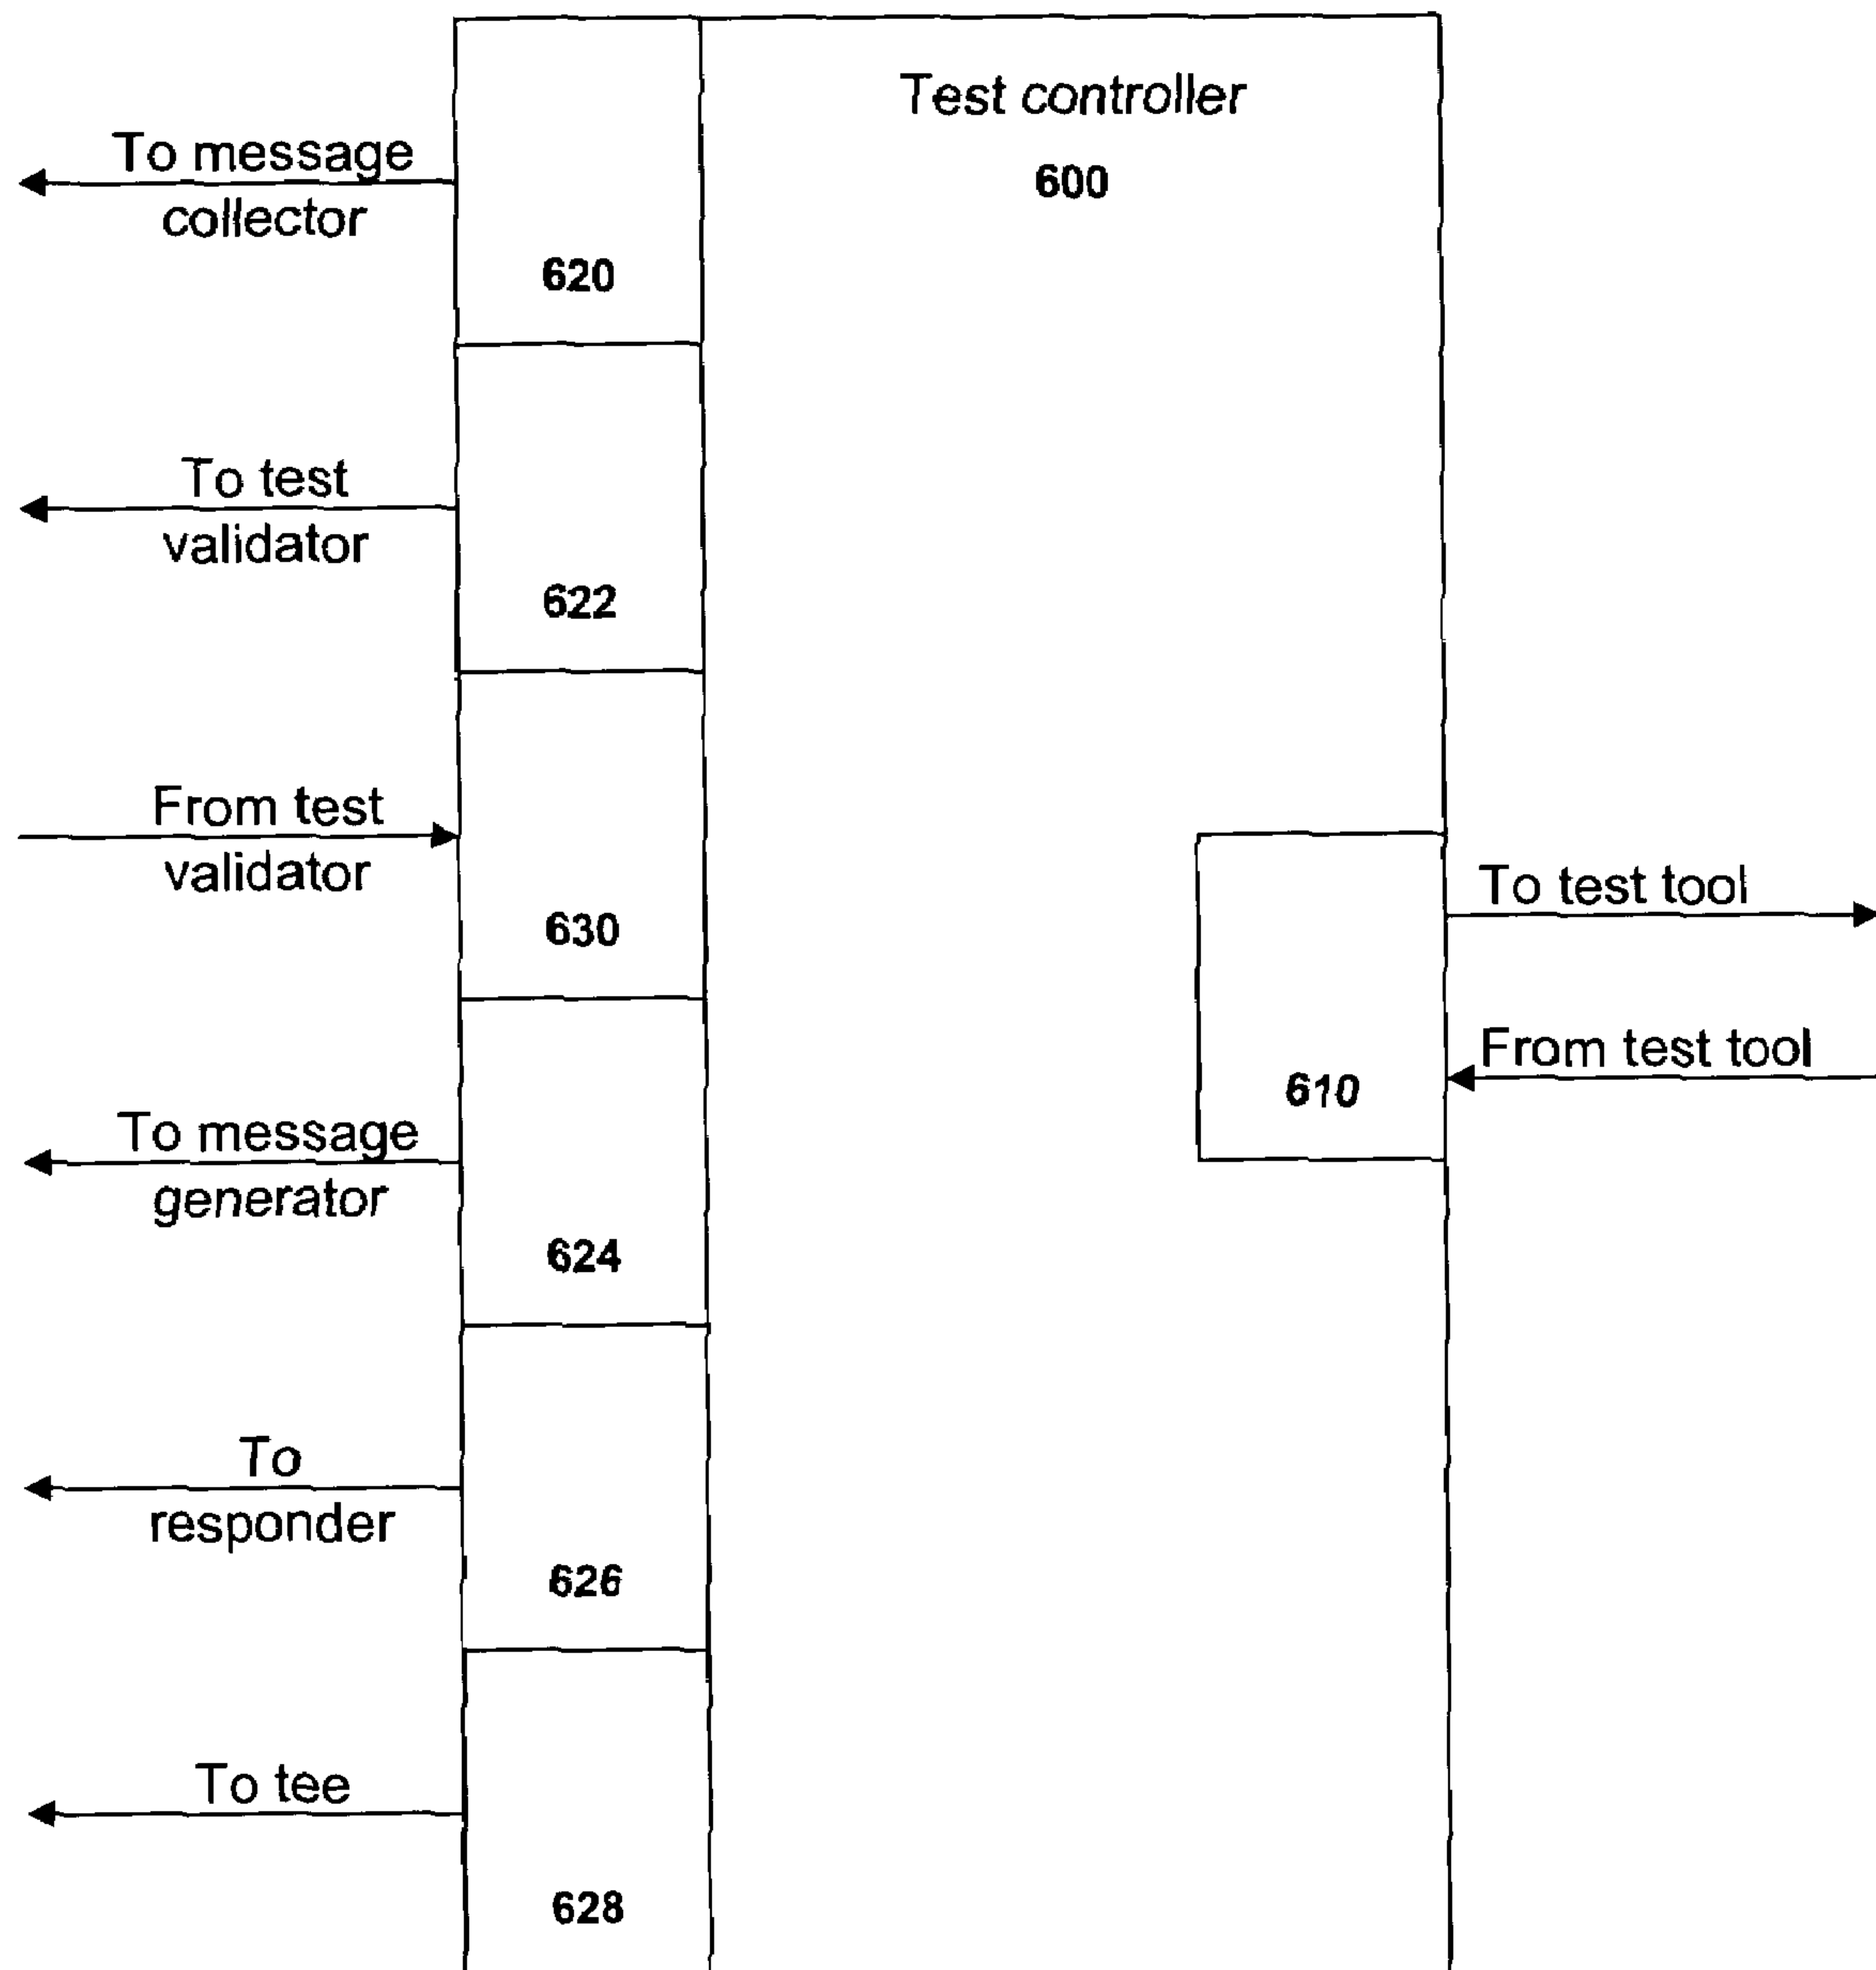 Test controller
600
To message
collector
620
To test
validator
622
From test
validator
630
To test tool
From test tool
610
To message
generator
624
To
responder
626
To tee
628